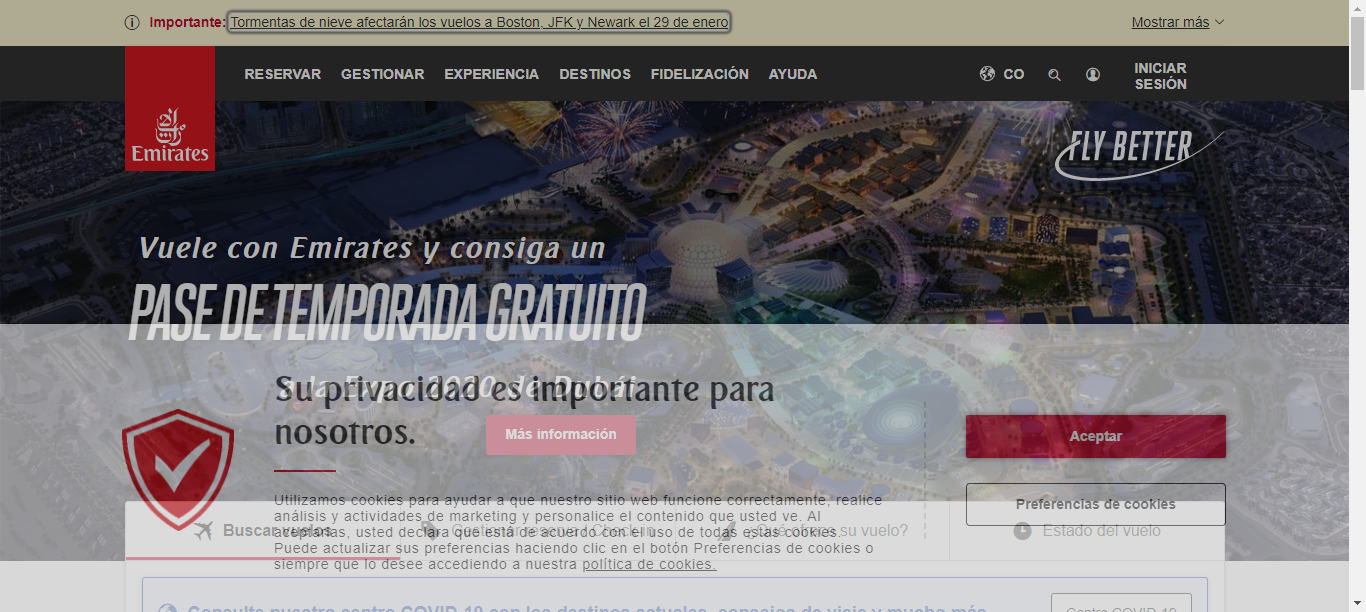 Importante: Tormentas de nieve afectarán los vuelos a Boston, JFK y Newark el 29 de enero
Mostrar más
Emirates
RESERVAR GESTIONAR EXPERIENCIA DESTINOS FIDELIZACIÓN AYUDA
CO
INICIAR
SESIÓN
FLY BETTER
Vuele con Emirates y consiga un
PASE DE TEMPORADA GRATUITO
a la Expo 2020 de Dubái
Más información
Su privacidad es importante para
nosotros.
Aceptar
Preferencias de cookies
Utilizamos cookies para ayudar a que nuestro sitio web funcione correctamente, realice
análisis y actividades de marketing y personalice el contenido que usted ve. Al
aceptarlas, usted declara que está de acuerdo con el uso de todas estas cookies.
Puede actualizar sus preferencias haciendo clic en el botón Preferencias de cookies o
siempre que lo desee accediendo a nuestra política de cookies.
Buscar vuelos
Gestionar reserva / Check-in
su vuelo?
Estado del vuelo
Consulte nuestro centro COVID-19 con los destinos actuales, consejos de viaje y mucho más
Centro COVID-19